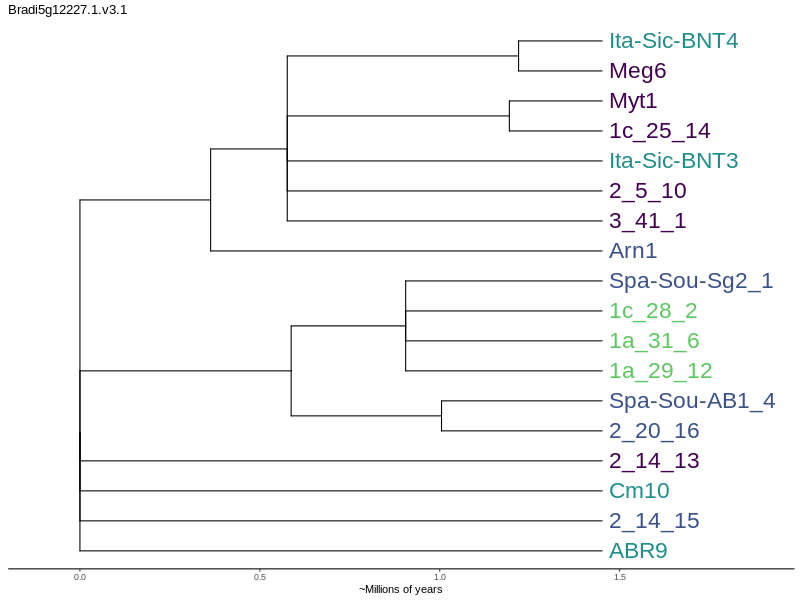 Bradi5g12227.1.v3.1
Ita-Sic-BNT4
Meg6
Myt1
1c_25_14
Ita-Sic-BNT3
2_5_10
3_41_1
Arn1
Spa-Sou-Sg2_1
1c_28_2
1a_31_6
1a_29_12
Spa-Sou-AB1_4
2_20_16
2_14_13
Cm10
2_14_15
ABR9
0.0 0.5 1.0 1.5
~Millions of years